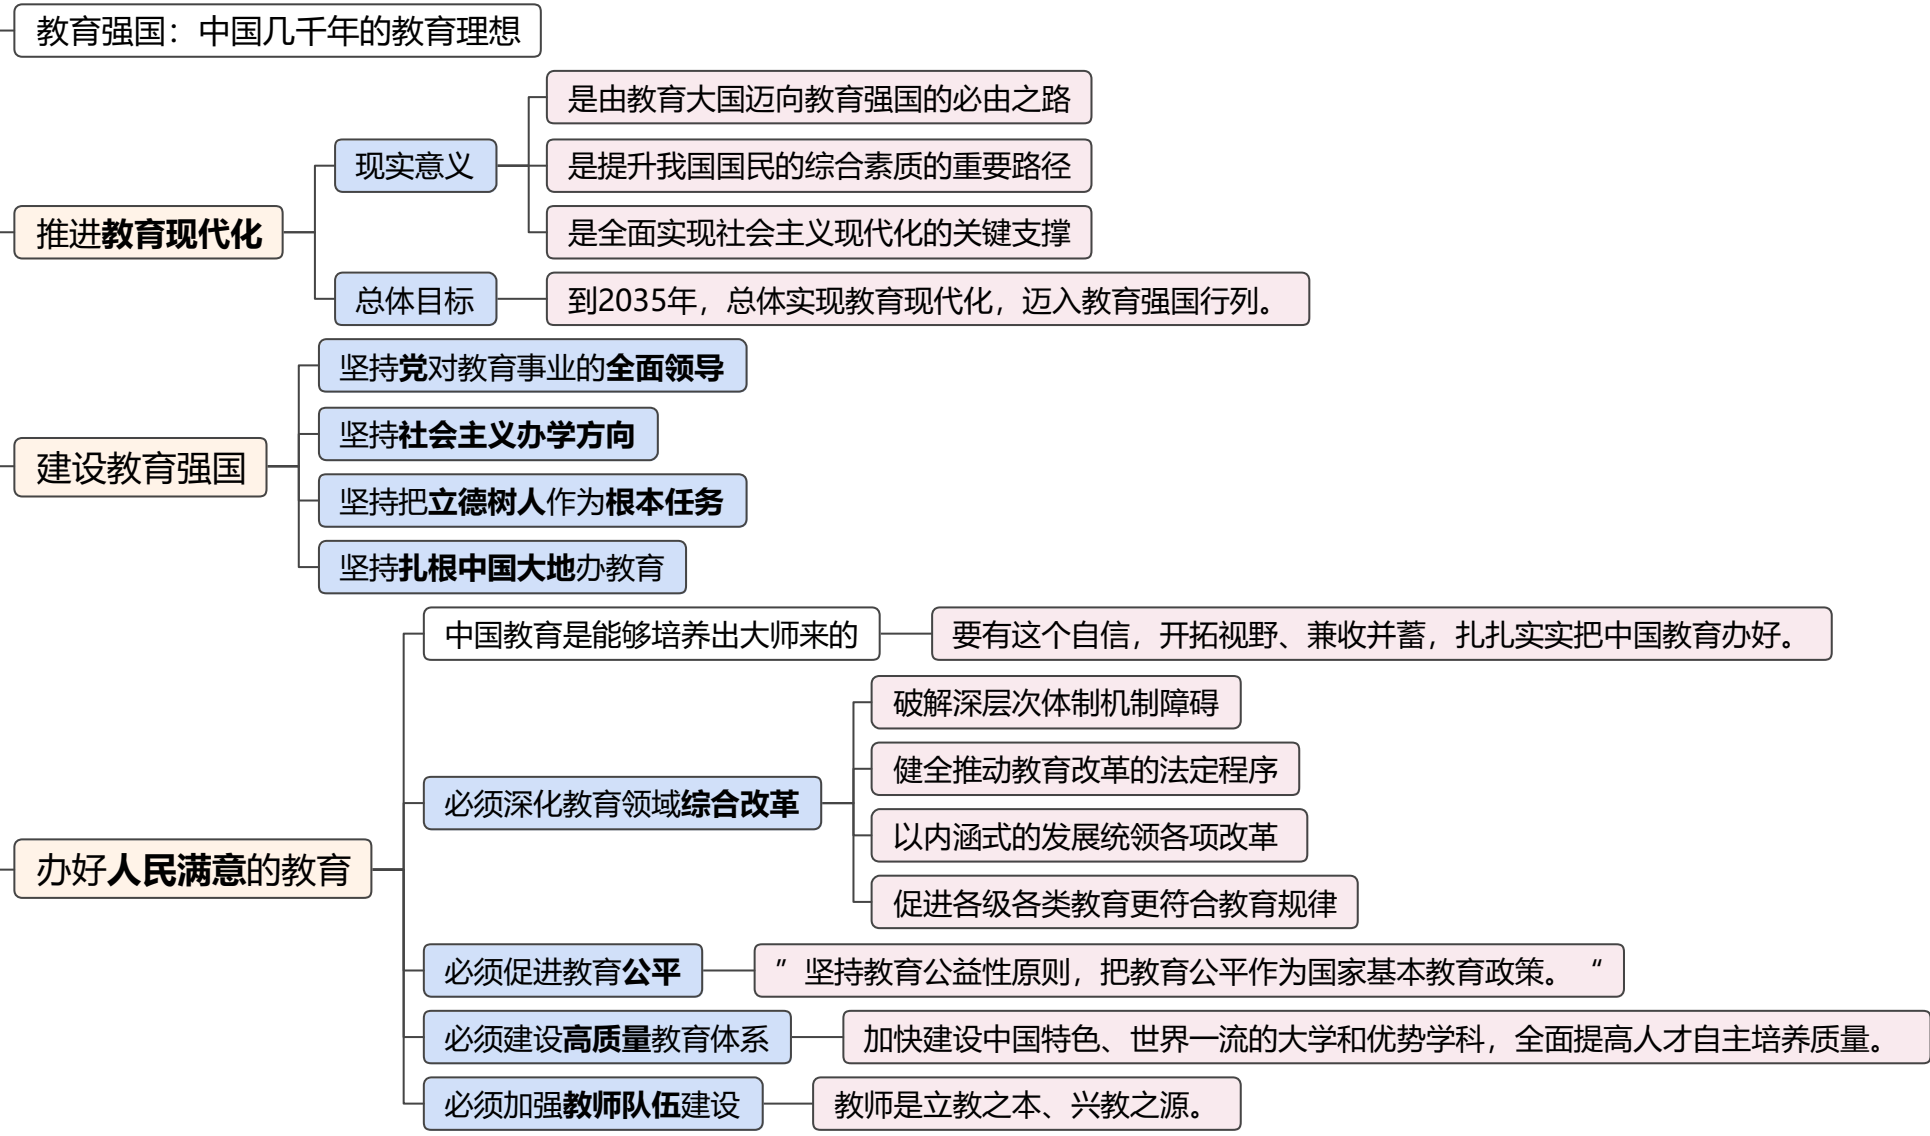 教育强国：中国几千年的教育理想
推进教育现代化
现实意义
是由教育大国迈向教育强国的必由之路
是提升我国国民的综合素质的重要路径
是全面实现社会主义现代化的关键支撑
总体目标
到2035年，总体实现教育现代化，迈入教育强国行列。
建设教育强国
坚持党对教育事业的全面领导
坚持社会主义办学方向
坚持把立德树人作为根本任务
坚持扎根中国大地办教育
办好人民满意的教育
中国教育是能够培养出大师来的
要有这个自信，开拓视野、兼收并蓄，扎扎实实把中国教育办好。
必须深化教育领域综合改革
破解深层次体制机制障碍
健全推动教育改革的法定程序
以内涵式的发展统领各项改革
促进各级各类教育更符合教育规律
必须促进教育公平
”坚持教育公益性原则，把教育公平作为国家基本教育政策。“
必须建设高质量教育体系
加快建设中国特色、世界一流的大学和优势学科，全面提高人才自主培养质量。
必须加强教师队伍建设
教师是立教之本、兴教之源。